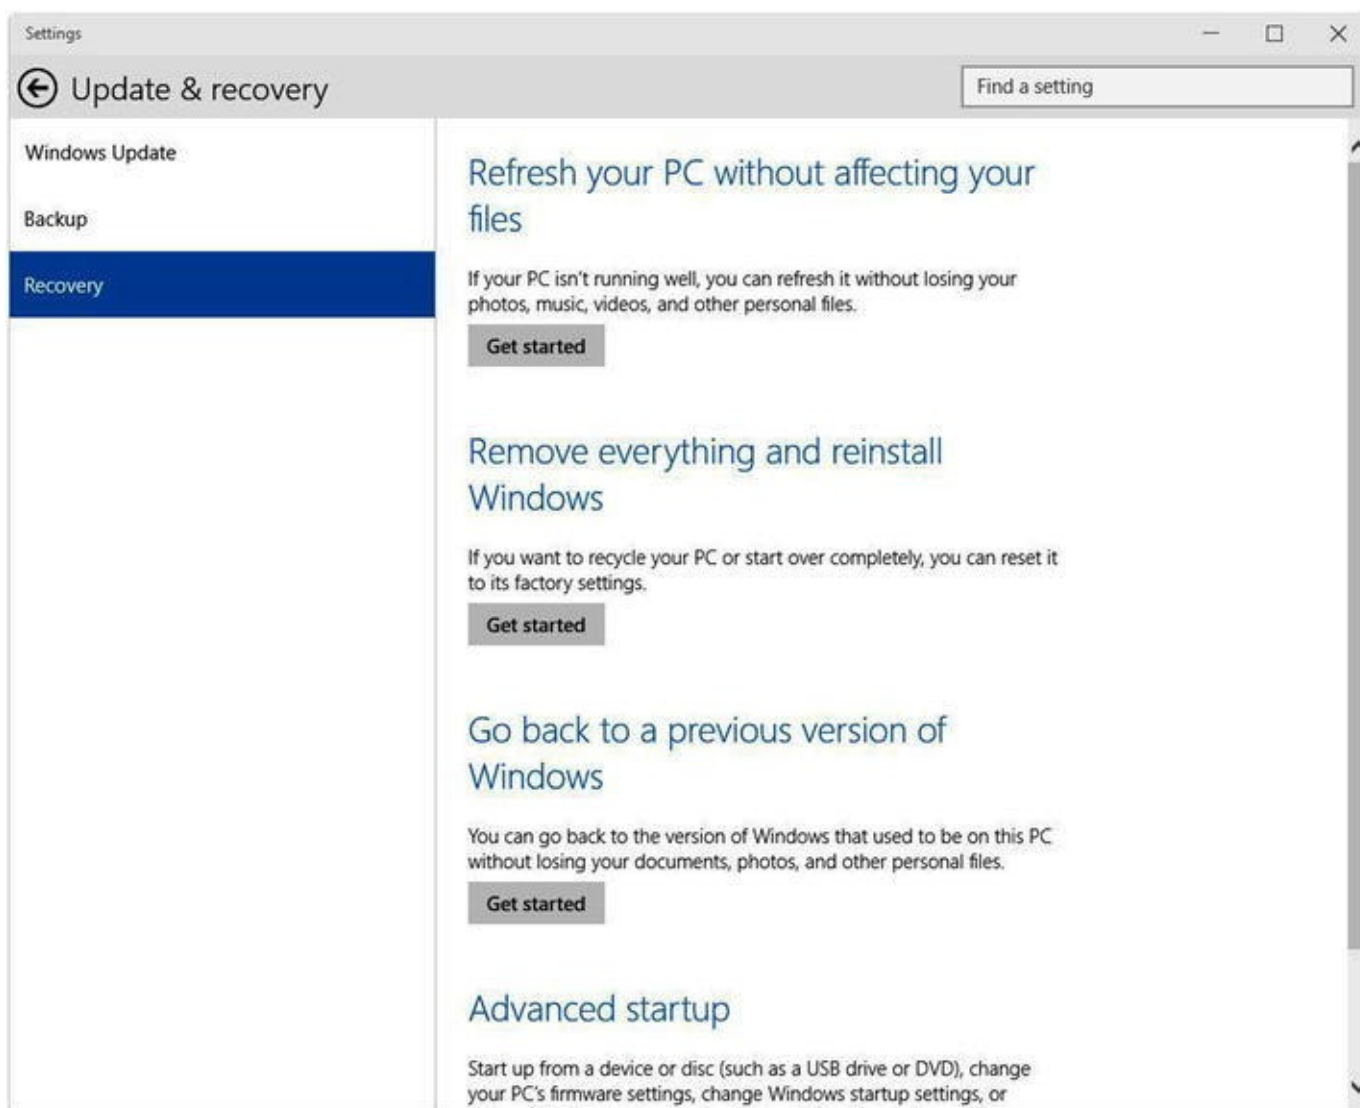 Settings
Update & recovery
Find a setting
Windows Update
Backup
Recovery
Refresh your PC without affecting your
files
If your PC isn't running well, you can refresh it without losing your
photos, music, videos, and other personal files.
Get started
Remove everything and reinstall
Windows
If you want to recycle your PC or start over completely, you can reset it
to its factory settings.
Get started
Go back to a previous version of
Windows
You can go back to the version of Windows that used to be on this PC
without losing your documents, photos, and other personal files.
Get started
Advanced startup
Start up from a device or disc (such as a USB drive or DVD), change
your PC's firmware settings, change Windows startup settings, or